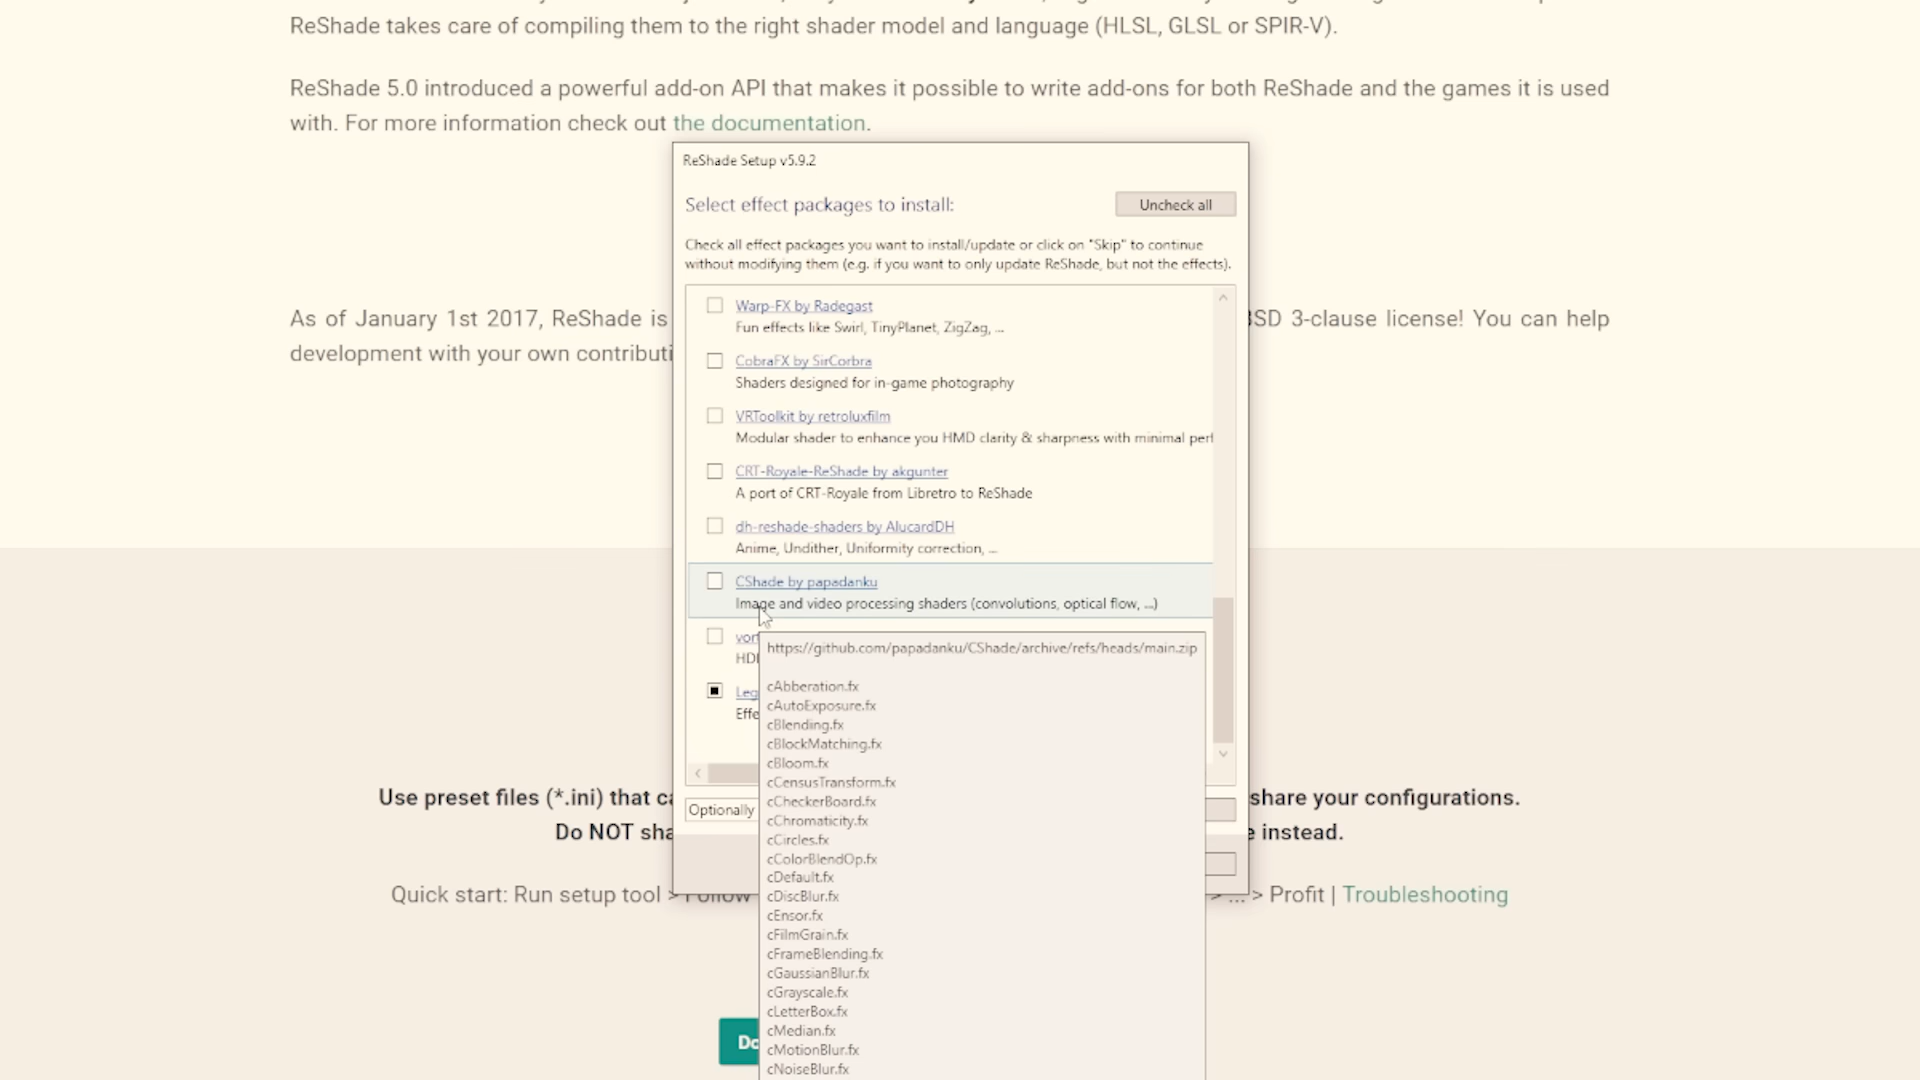 ReShade takes care of compiling them to the right shader model and language (HLSL, GLSL or SPIR-V).
ReShade 5.0 introduced a powerful add-on API that makes it possible to write add-ons for both ReShade and the games it is used
with. For more information check out the documentation.
ReShade Setup v5.9.2
Select effect packages to install:
Uncheck all
Check all effect packages you want to install/update or click on "Skip" to continue
without modifying them (e.g. if you want to only update ReShade, but not the effects).
Warp-FX by Radegast
Fun effects like Swirl, TinyPlanet, ZigZag, ...
As of January 1st 2017, ReShade is
BSD 3-clause license! You can help
development with your own contributi
CobraFX by SirCorbra
Shaders designed for in-game photography
VRToolkit by retroluxfilm
Modular shader to enhance you HMD clarity & sharpness with minimal perf
CRT-Royale-ReShade by akgunter
A port of CRT-Royale from Libretro to ReShade
dh-reshade-shaders by AlucardDH
Anime, Undither, Uniformity correction, ...
CShade by papadanku
Image and video processing shaders (convolutions, optical flow, ...)
vort
HDR
Leg
Effe
https://github.com/papadanku/CShade/archive/refs/heads/main.zip
cAbberation.fx
cAutoExposure.fx
cBlending.fx
cBlockMatching.fx
cBloom.fx
cCensusTransform.fx
cCheckerBoard.fx
cChromaticity.fx
cCircles.fx
cColorBlendOp.fx
cDefault.fx
cDiscBlur.fx
cEnsor.fx
cFilmGrain.fx
cFrameBlending.fx
cGaussianBlur.fx
cGrayscale.fx
cLetterBox.fx
cMedian.fx
cMotionBlur.fx
cNoiseBlur.fx
Optionally
Use preset files (*.ini) that ca
share your configurations.
Do NOT sha
e instead.
Quick start: Run setup tool > Follow
> ... > Profit | Troubleshooting
Do